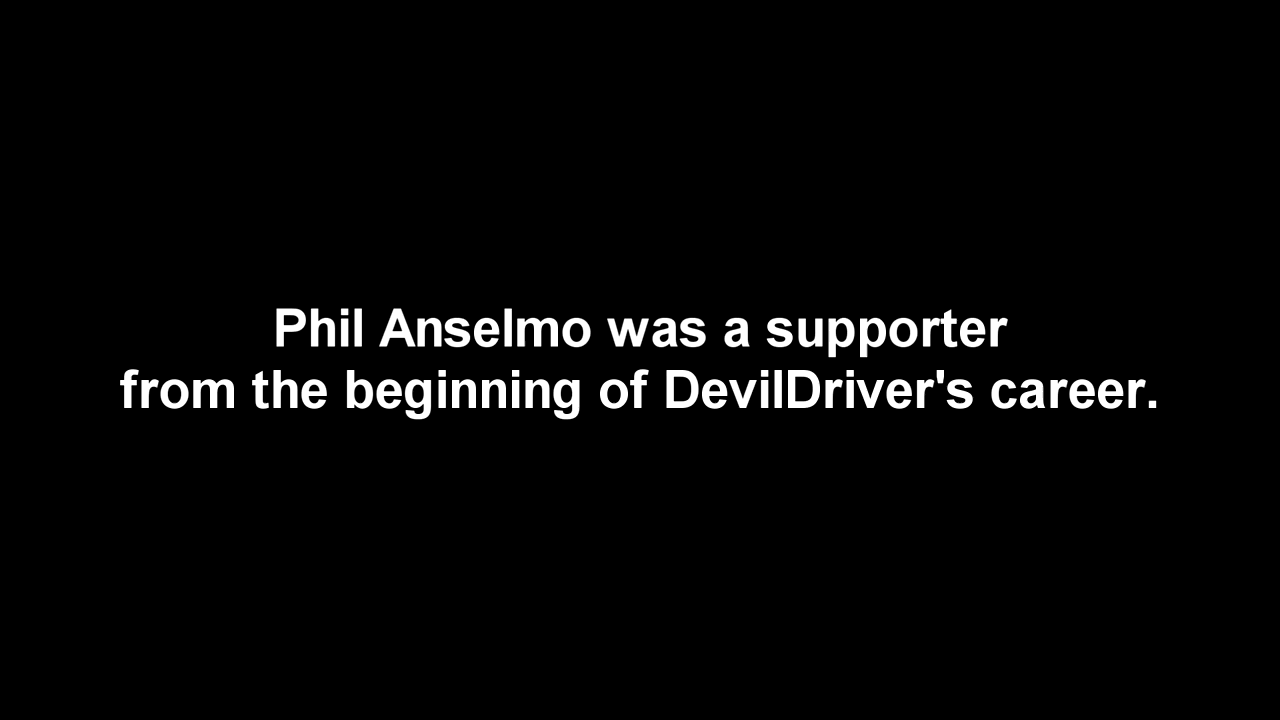 Phil Anselmo was a supporter
from the beginning of DevilDriver's career.